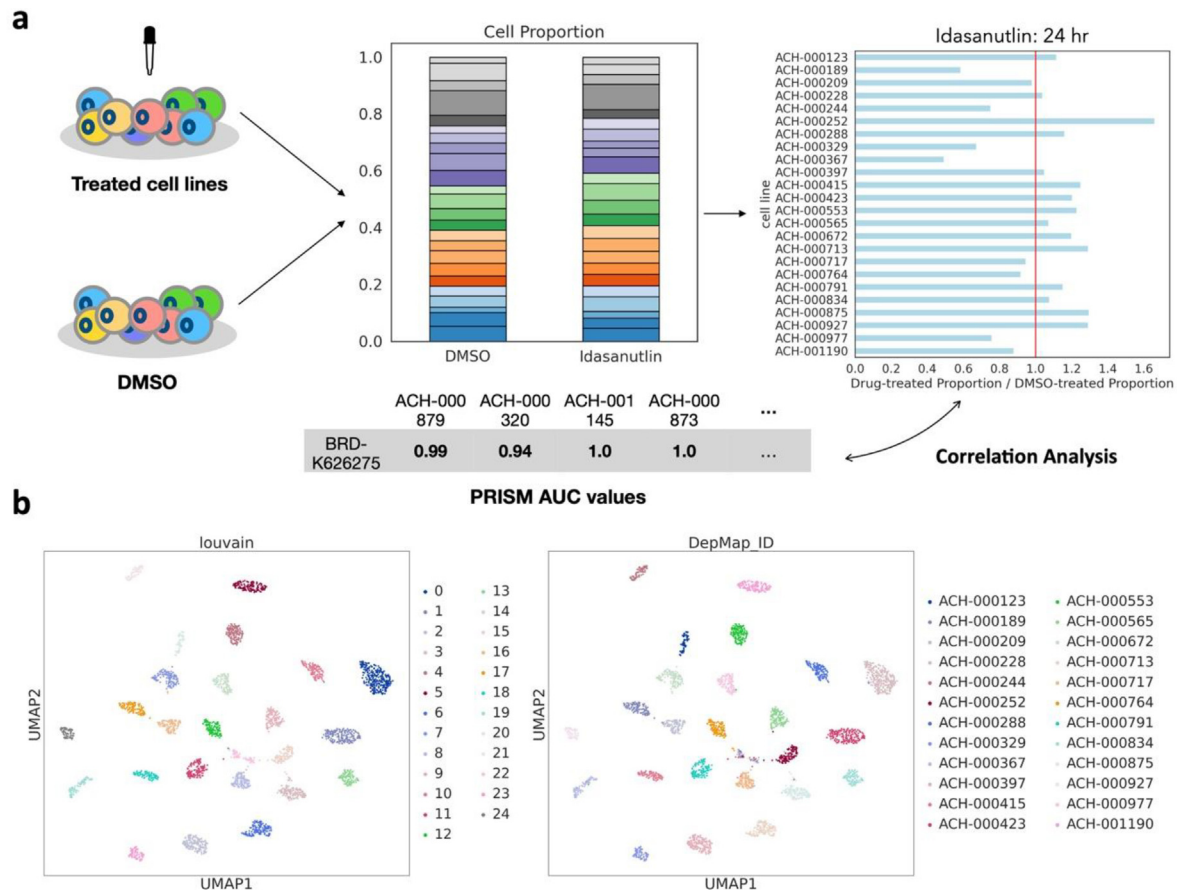 a
Treated cell lines
DMSO
Cell Proportion
1.0
0.8
0.6
0.4
0.2
0.0
DMSO
Idasanutlin
Idasanutlin: 24 hr
cell line
ACH-000123
ACH-000189
ACH-000209
ACH-000228
ACH-000244
ACH-000252
ACH-000288
ACH-000329
ACH-000367
ACH-000397
ACH-000415
ACH-000423
ACH-000553
ACH-000565
ACH-000672
ACH-000713
ACH-000717
ACH-000764
ACH-000791
ACH-000834
ACH-000875
ACH-000927
ACH-000977
ACH-001190
0.0 0.2 0.4 0.6 0.8 1.0 1.2 1.4 1.6
Drug-treated Proportion / DMSO-treated Proportion
ACH-000 ACH-000 ACH-001 ACH-000 ...
879 320 145 873
BRD-
K626275
0.99 0.94 1.0 1.0 ...
PRISM AUC values
Correlation Analysis
b
louvain
UMAP2
UMAP1
0
1
2
3
4
5
6
7
8
9
10
11
12
13
14
15
16
17
18
19
20
21
22
23
24
DepMap_ID
UMAP2
UMAP1
ACH-000123
ACH-000189
ACH-000209
ACH-000228
ACH-000244
ACH-000252
ACH-000288
ACH-000329
ACH-000367
ACH-000397
ACH-000415
ACH-000423
ACH-000553
ACH-000565
ACH-000672
ACH-000713
ACH-000717
ACH-000764
ACH-000791
ACH-000834
ACH-000875
ACH-000927
ACH-000977
ACH-001190